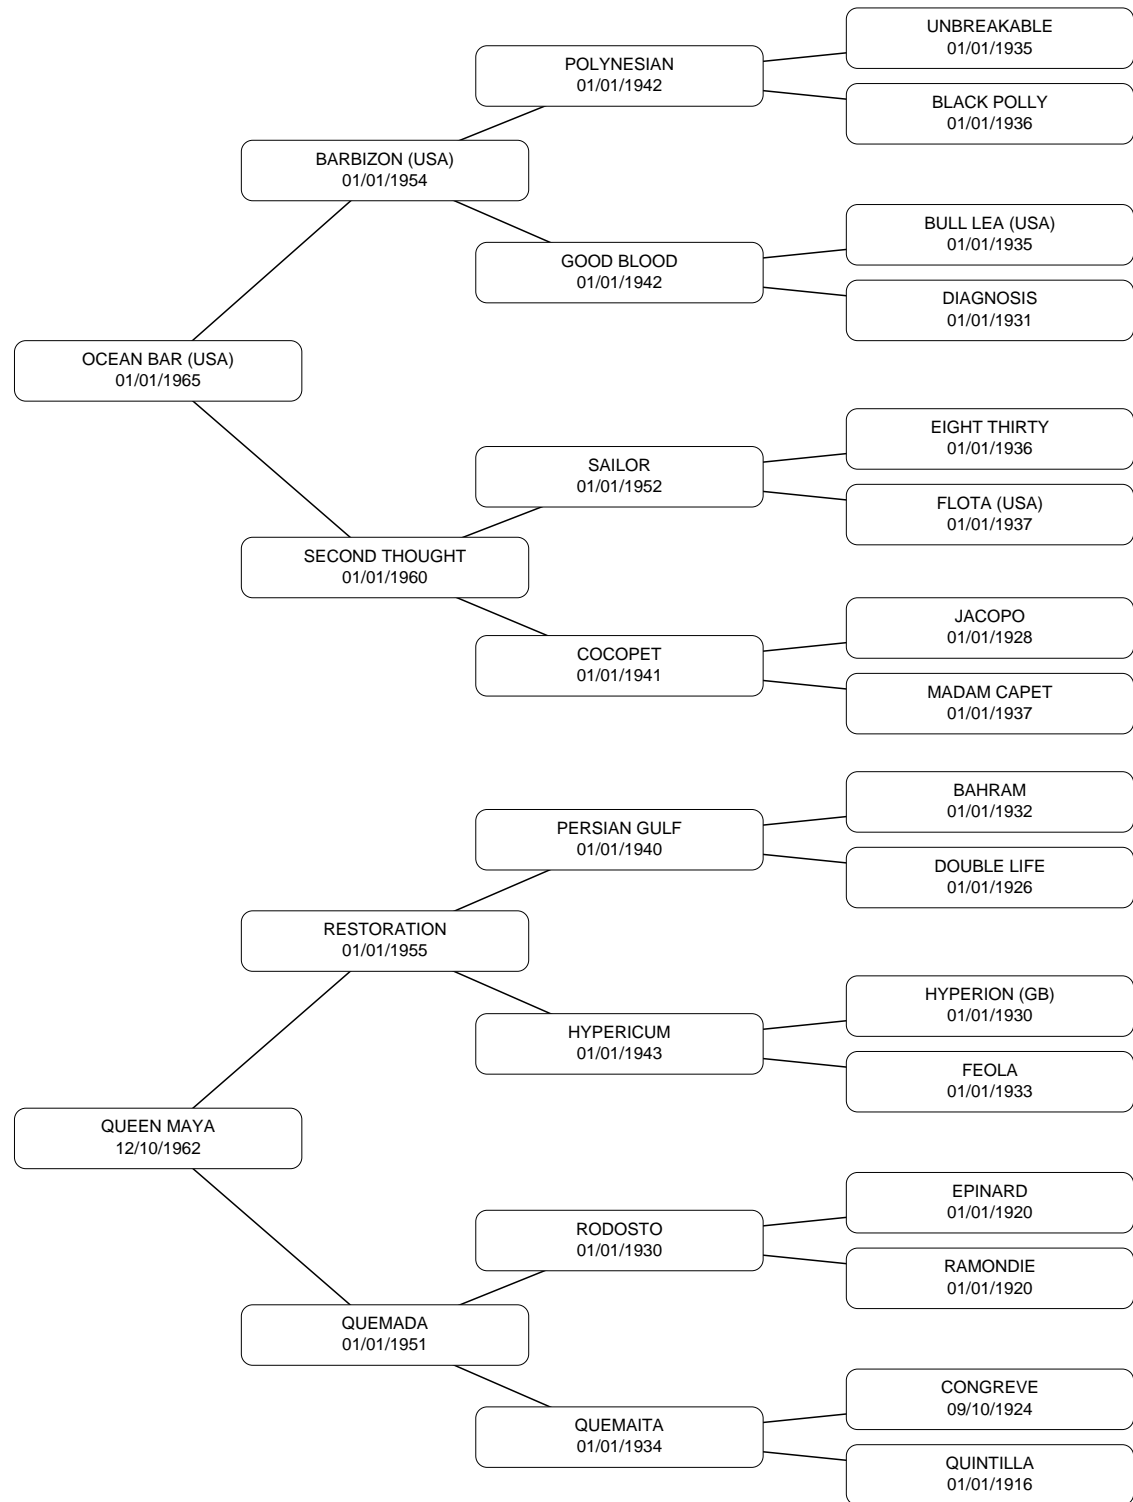 UNBREAKABLE
01/01/1935
POLYNESIAN
01/01/1942
BLACK POLLY
01/01/1936
BARBIZON (USA)
01/01/1954
BULL LEA (USA)
01/01/1935
GOOD BLOOD
01/01/1942
DIAGNOSIS
01/01/1931
OCEAN BAR (USA)
01/01/1965
EIGHT THIRTY
01/01/1936
SAILOR
01/01/1952
FLOTA (USA)
01/01/1937
SECOND THOUGHT
01/01/1960
JACOPO
01/01/1928
COCOPET
01/01/1941
MADAM CAPET
01/01/1937
BAHRAM
01/01/1932
PERSIAN GULF
01/01/1940
DOUBLE LIFE
01/01/1926
RESTORATION
01/01/1955
HYPERION (GB)
01/01/1930
HYPERICUM
01/01/1943
FEOLA
01/01/1933
QUEEN MAYA
12/10/1962
EPINARD
01/01/1920
RODOSTO
01/01/1930
RAMONDIE
01/01/1920
QUEMADA
01/01/1951
CONGREVE
09/10/1924
QUEMAITA
01/01/1934
QUINTILLA
01/01/1916